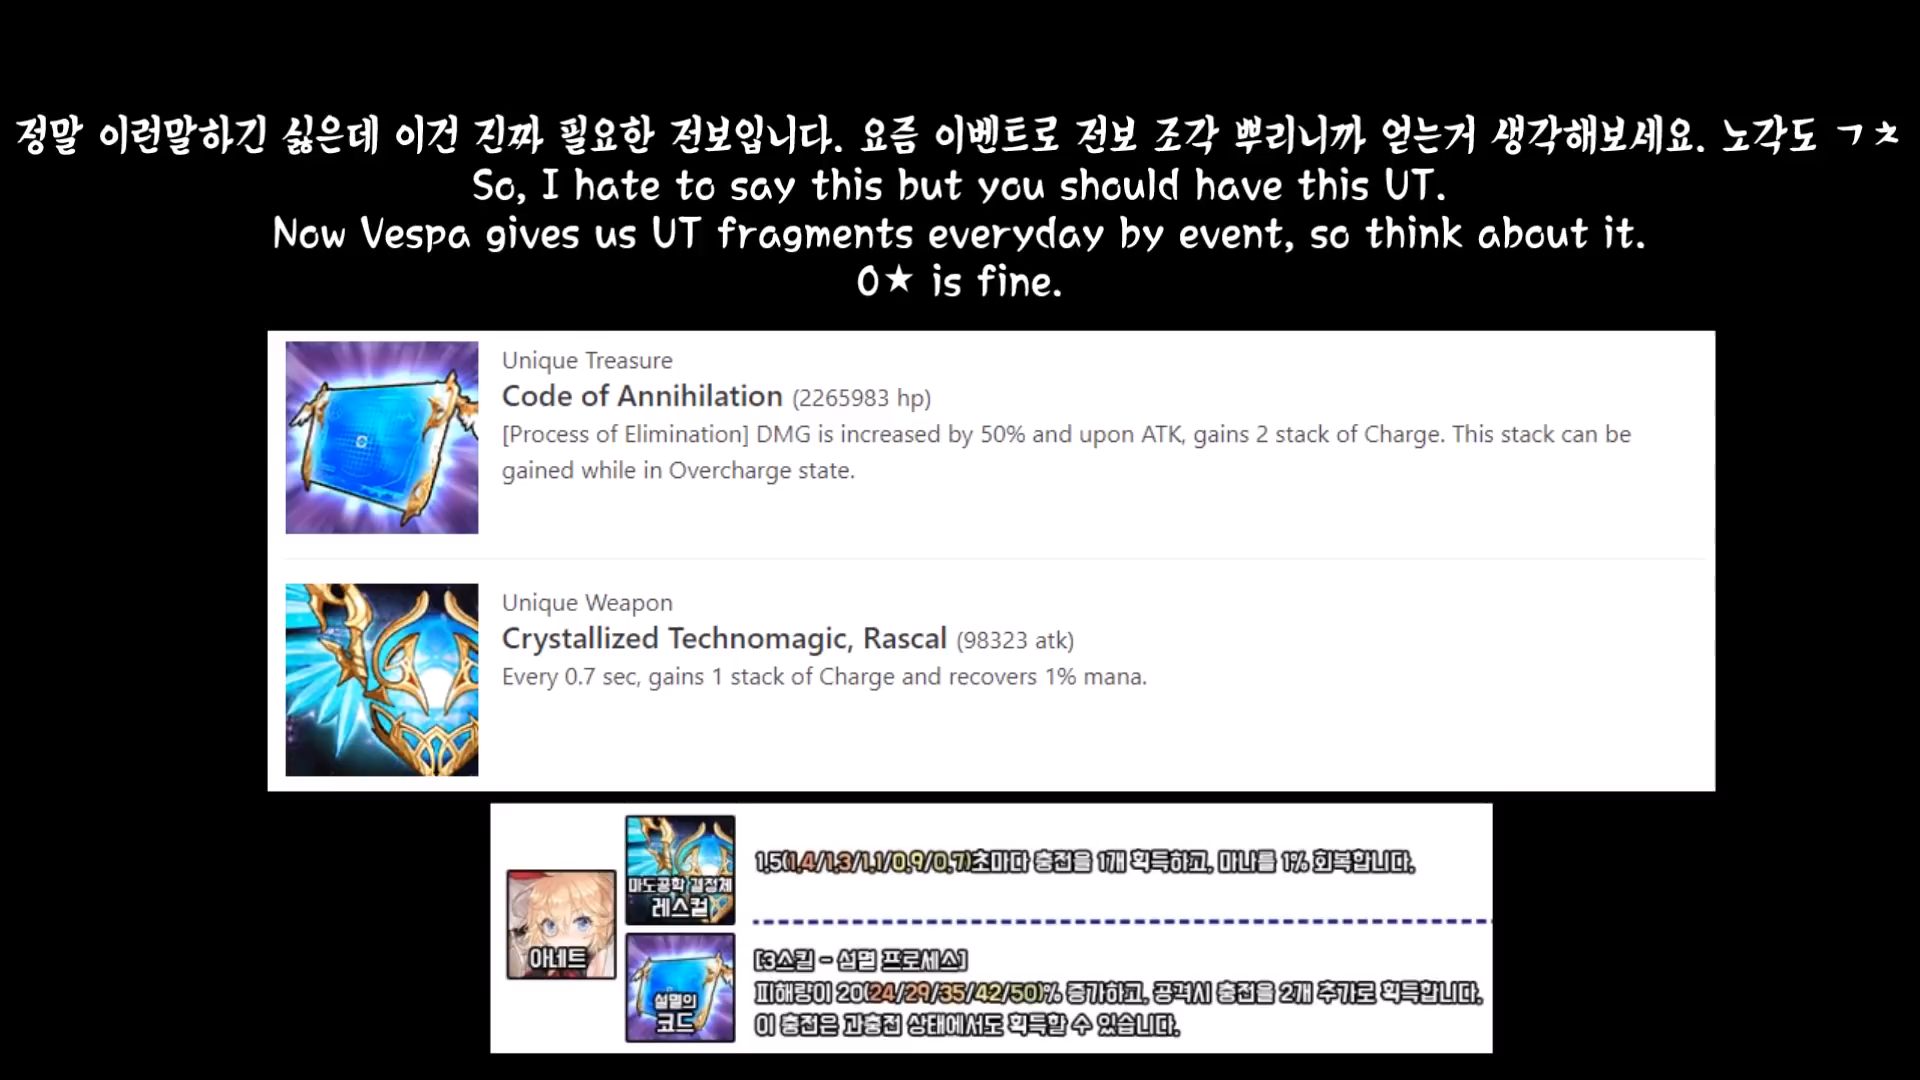 정말 이런말하긴 싫은데 이건 진짜 필요한 전보입니다. 요즘 이벤트로 전보 조각 뿌리니까 얻는거 생각해보세요. 노각도 ㄱㅊ
So, I hate to say this but you should have this UT.
Now Vespa gives us UT fragments everyday by event, so think about it.
0★ is fine.
Unique Treasure
Code of Annihilation (2265983 hp)
[Process of Elimination] DMG is increased by 50% and upon ATK, gains 2 stack of Charge. This stack can be
gained while in Overcharge state.
Unique Weapon
Crystallized Technomagic, Rascal (98323 atk)
Every 0.7 sec, gains 1 stack of Charge and recovers 1% mana.
아네트
마도공학 결정체
레스컬
1.5(1.4/1.3/1.1/0.9/0.7)초마다 충전을 1개 획득하고, 마나를 1% 회복합니다.
섬멸의
코드
[3스킬 - 섬멸 프로세스]
피해량이 20(24/29/35/42/50)% 증가하고, 공격시 충전을 2개 추가로 획득합니다.
이 충전은 과충전 상태에서도 획득할 수 있습니다.